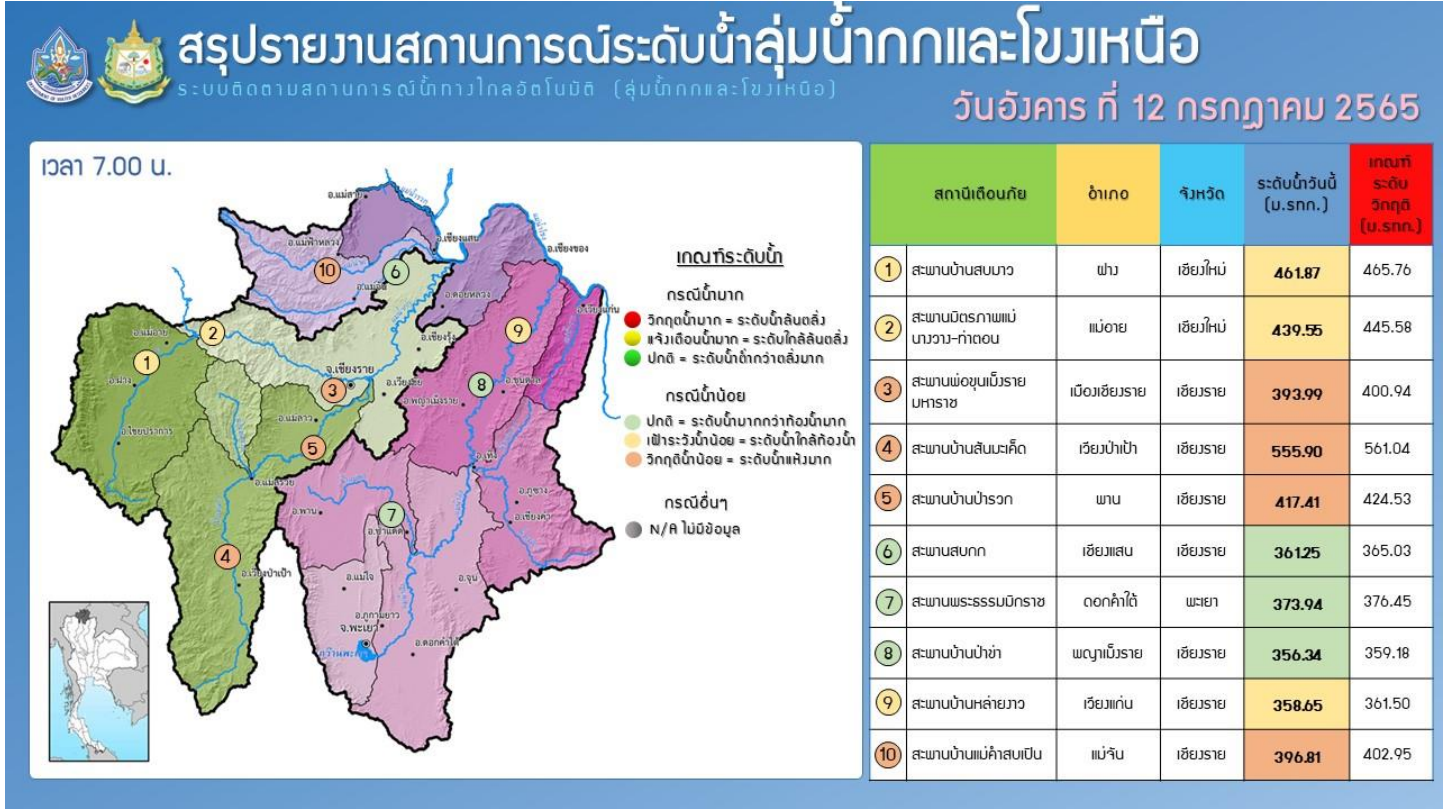 สรุปรายงานสถานการณ์ระดับน้ำลุ่มน้ำกกและโขงเหนือ
ระบบติดตามสถานการณ์น้ำทางไกลอัตโนมัติ (ลุ่มน้ำกกและโขงเหนือ)
วันอังคาร ที่ 12 กรกฎาคม 2565
เวลา 7.00 น.
อ.แม่สาย
อ.แม่ฟ้าหลวง
อ.เชียงแสน
อ.เชียงของ
10
6
อ.ดอยหลวง
อ.เวียงแก่น
อ.แม่อาย
2
9
อ.เชียงรุ้ง
1
จ.เชียงราย
อ.ฝาง
3
8
อ.ขุนตาล
อ.พญาเม็งราย
อ.แม่ลาว
อ.ไชยปราการ
5
อ.เทิง
อ.แม่สรวย
อ.ภูซาง
อ.พาน
7
อ.เชียงคำ
อ.ป่าแดด
4
อ.เวียงป่าเป้า
อ.แม่ใจ
อ.จุน
อ.ภูกามยาว
จ.พะเยา
อ.ดอกคำใต้
กว๊านพะเยา
เกณฑ์ระดับน้ำ
กรณีน้ำมาก
วิกฤตน้ำมาก = ระดับน้ำล้นตลิ่ง
แจ้งเตือนน้ำมาก = ระดับใกล้ล้นตลิ่ง
ปกติ = ระดับน้ำต่ำกว่าตลิ่งมาก
กรณีน้ำน้อย
ปกติ = ระดับน้ำมากกว่าท้องน้ำมาก
เฝ้าระวังน้ำน้อย = ระดับน้ำใกล้ท้องน้ำ
วิกฤติน้ำน้อย = ระดับน้ำแห้งมาก
กรณีอื่นๆ
N/A ไม่มีข้อมูล
สถานีเตือนภัย อำเภอ จังหวัด ระดับน้ำวันนี้ (ม.รทก.) เกณฑ์ระดับวิกฤติ (ม.รทก.)
1 สะพานบ้านสบมาว ฝาง เชียงใหม่ 461.87 465.76
2 สะพานมิตรภาพแม่นางวาง-ท่าตอน แม่อาย เชียงใหม่ 439.55 445.58
3 สะพานพ่อขุนเม็งรายมหาราช เมืองเชียงราย เชียงราย 393.99 400.94
4 สะพานบ้านสันมะเค็ด เวียงป่าเป้า เชียงราย 555.90 561.04
5 สะพานบ้านป่ารวก พาน เชียงราย 417.41 424.53
6 สะพานสบกก เชียงแสน เชียงราย 361.25 365.03
7 สะพานพระธรรมมิกราช ดอกคำใต้ พะเยา 373.94 376.45
8 สะพานบ้านป่าข่า พญาเม็งราย เชียงราย 356.34 359.18
9 สะพานบ้านหล่ายงาว เวียงแก่น เชียงราย 358.65 361.50
10 สะพานบ้านแม่คำสบเปิน แม่จัน เชียงราย 396.81 402.95